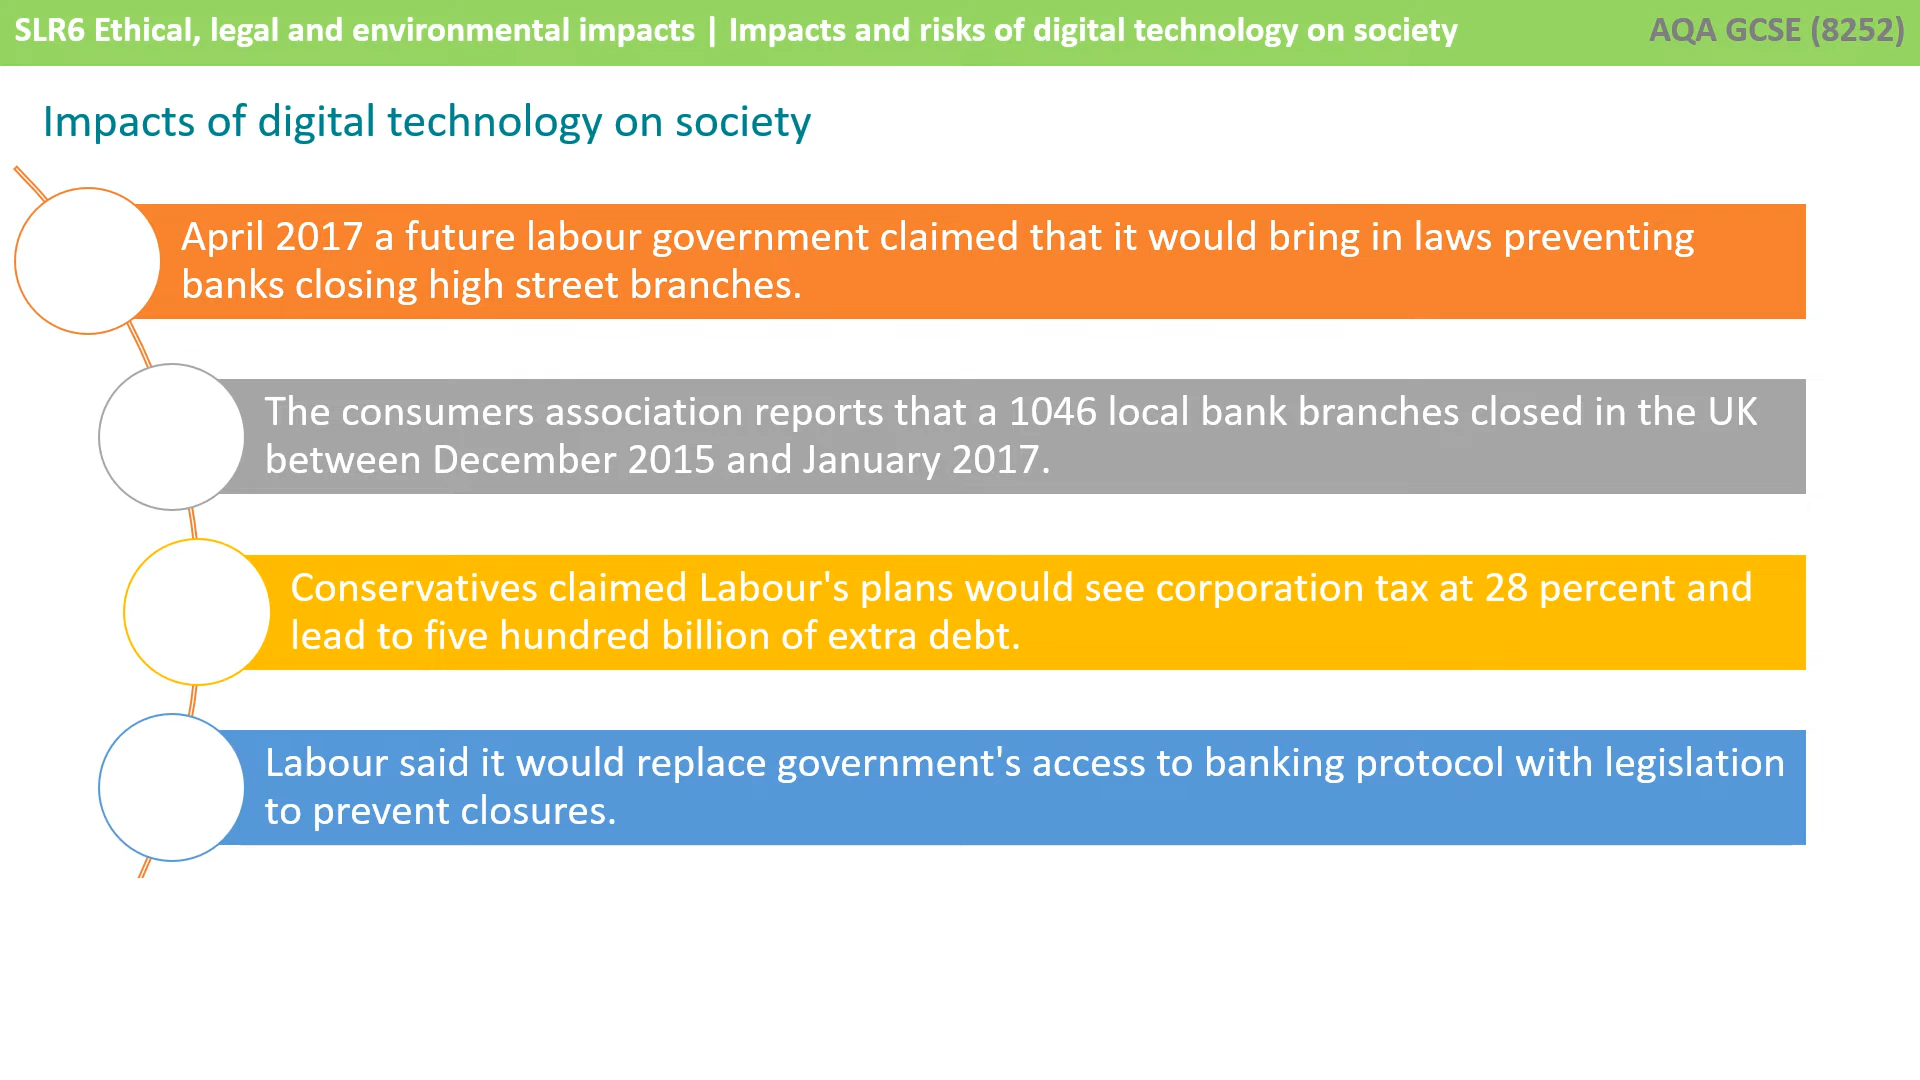 SLR6 Ethical, legal and environmental impacts | Impacts and risks of digital technology on society
AQA GCSE (8252)
Impacts of digital technology on society
April 2017 a future labour government claimed that it would bring in laws preventing
banks closing high street branches.
The consumers association reports that a 1046 local bank branches closed in the UK
between December 2015 and January 2017.
Conservatives claimed Labour's plans would see corporation tax at 28 percent and
lead to five hundred billion of extra debt.
Labour said it would replace government's access to banking protocol with legislation
to prevent closures.